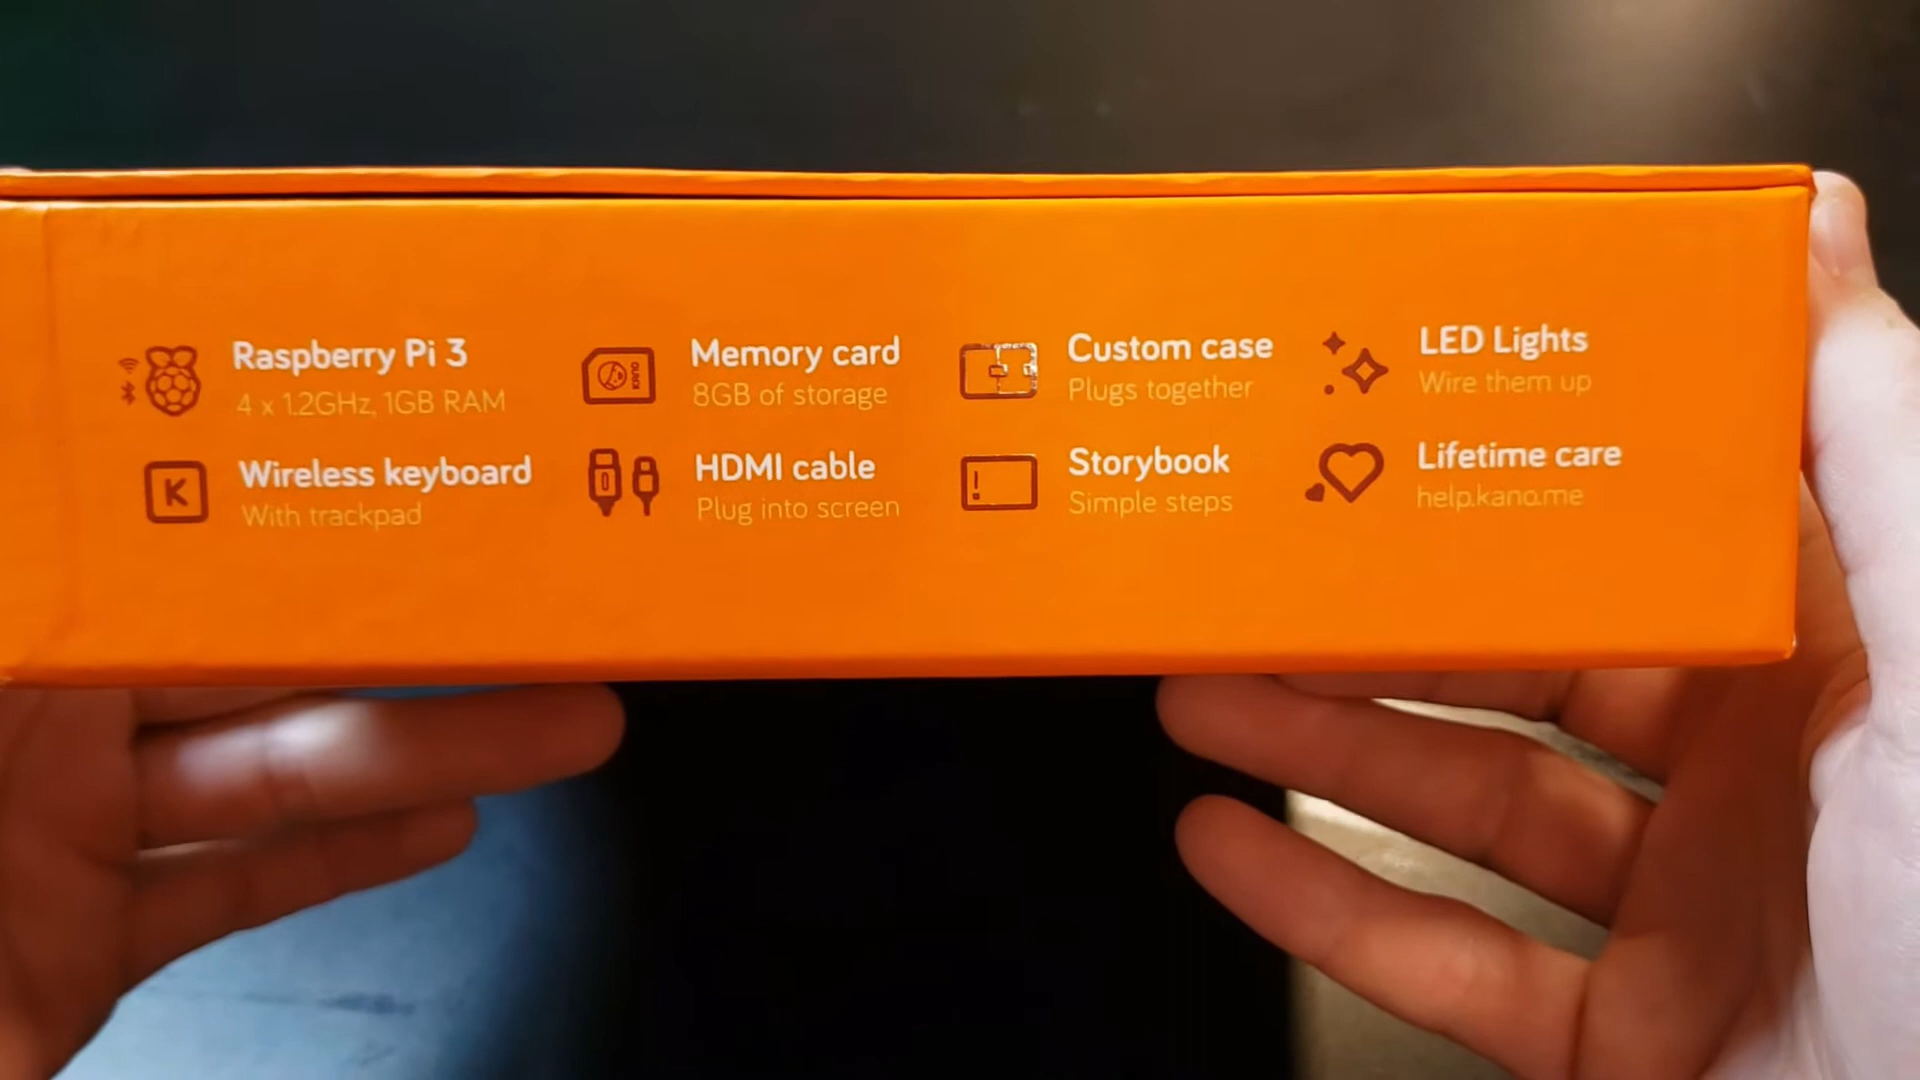 Raspberry Pi 3
4 x 1.2GHz, 1GB RAM
Memory card
8GB of storage
KANO
Custom case
Plugs together
LED Lights
Wire them up
K
Wireless keyboard
With trackpad
HDMI cable
Plug into screen
!
Storybook
Simple steps
Lifetime care
help.kano.me